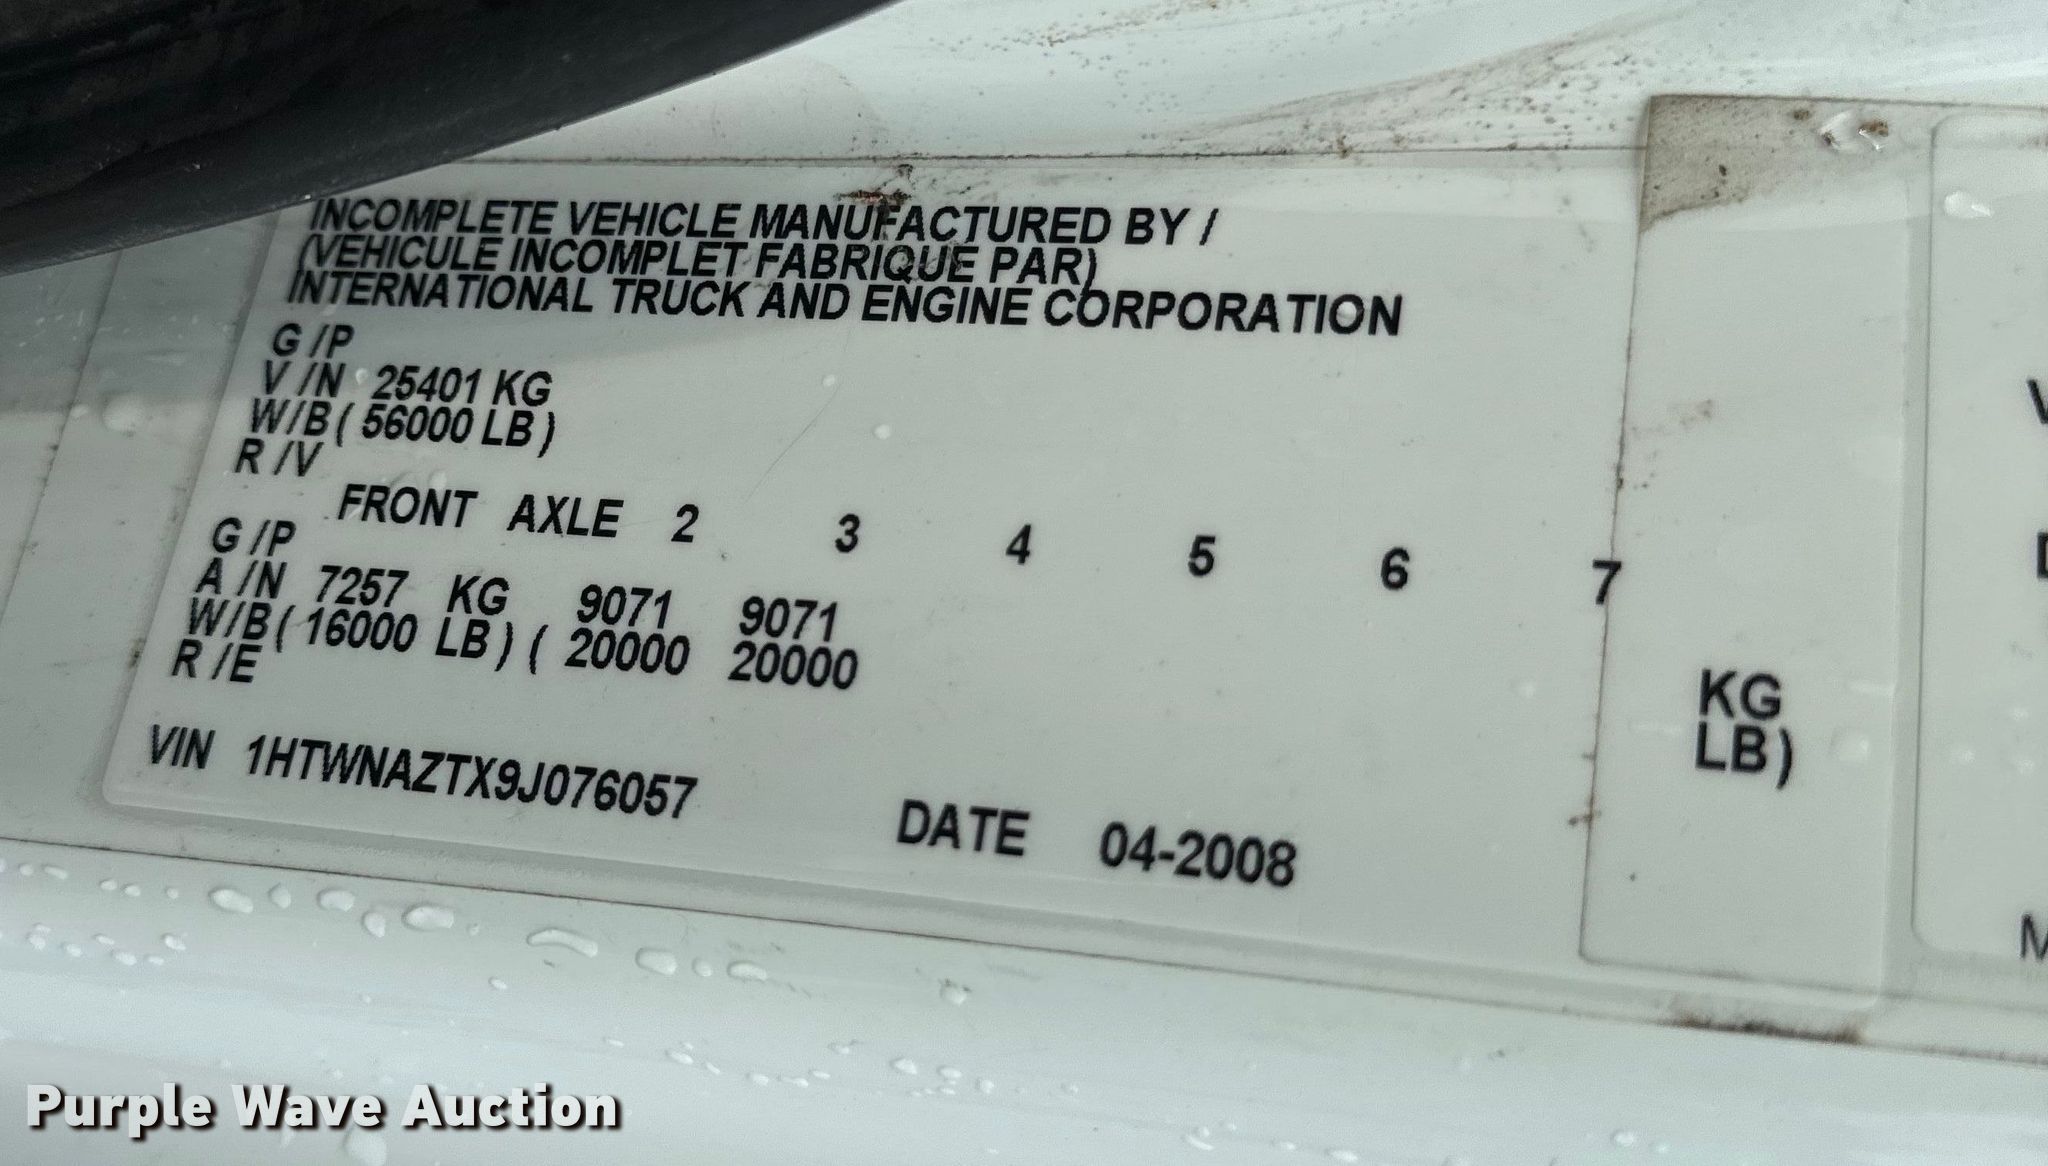 INCOMPLETE VEHICLE MANUFACTURED BY /
(VEHICULE INCOMPLET FABRIQUE PAR)
INTERNATIONAL TRUCK AND ENGINE CORPORATION
G /P
V /N 25401 KG
W/B ( 56000 LB )
R /V
FRONT AXLE 2 3 4 5 6 7
G /P
A /N 7257 KG 9071 9071 KG
W/B ( 16000 LB ) ( 20000 20000 LB )
R /E
VIN 1HTWNAZTX9J076057
DATE 04-2008
Purple Wave Auction